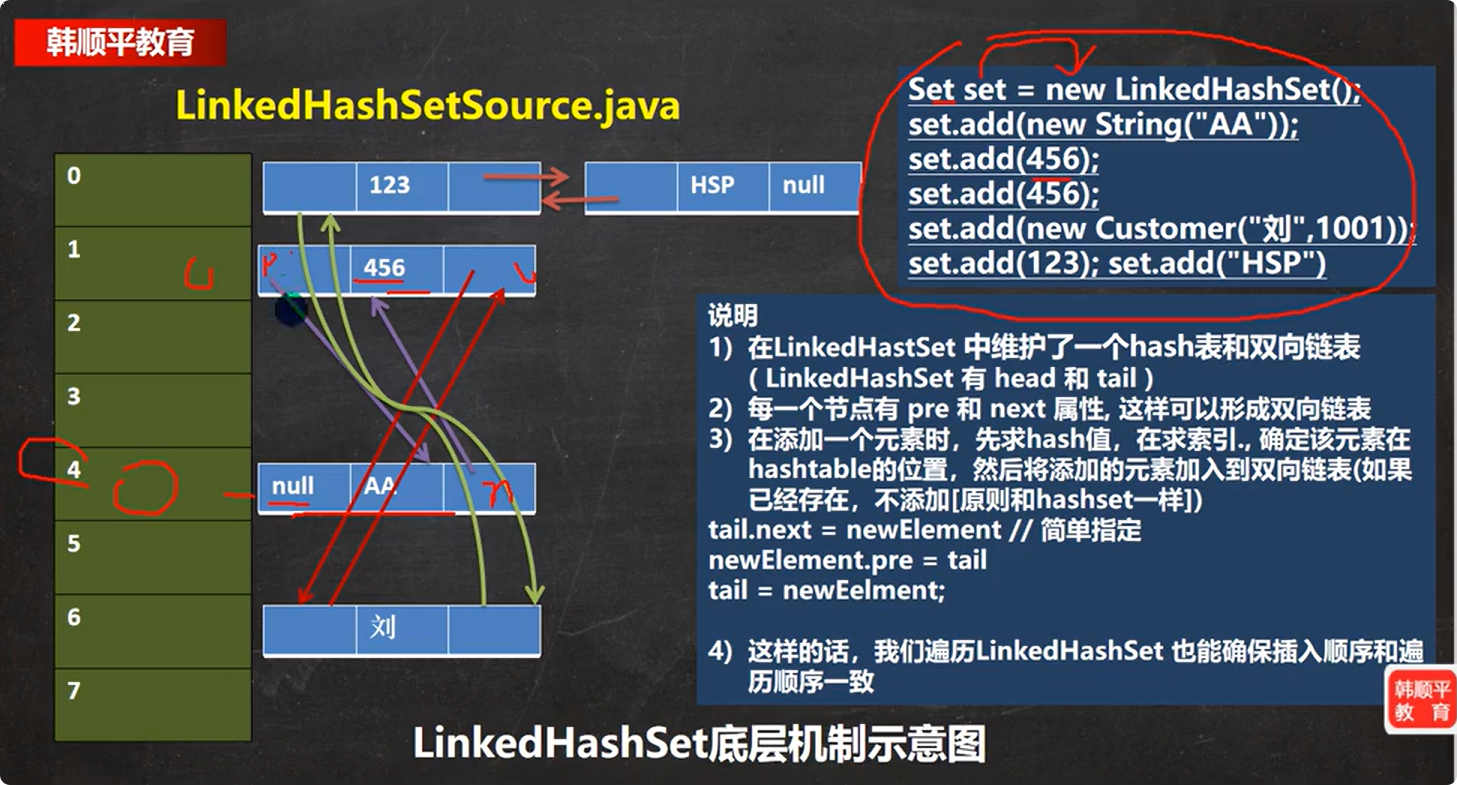 韩顺平教育
LinkedHashSetSource.java
Set set = new LinkedHashSet();
set.add(new String("AA"));
set.add(456);
set.add(456);
set.add(new Customer("刘",1001));
set.add(123); set.add("HSP")
0
123
HSP
null
1
456
2
3
4
null
AA
n
5
6
刘
7
说明
1) 在LinkedHastSet 中维护了一个hash表和双向链表
( LinkedHashSet 有 head 和 tail )
2) 每一个节点有 pre 和 next 属性, 这样可以形成双向链表
3) 在添加一个元素时，先求hash值，在求索引., 确定该元素在
hashtable的位置，然后将添加的元素加入到双向链表(如果
已经存在，不添加[原则和hashset一样])
tail.next = newElement // 简单指定
newElement.pre = tail
tail = newEelment;
4) 这样的话，我们遍历LinkedHashSet 也能确保插入顺序和遍
历顺序一致
韩顺平
教 育
LinkedHashSet底层机制示意图